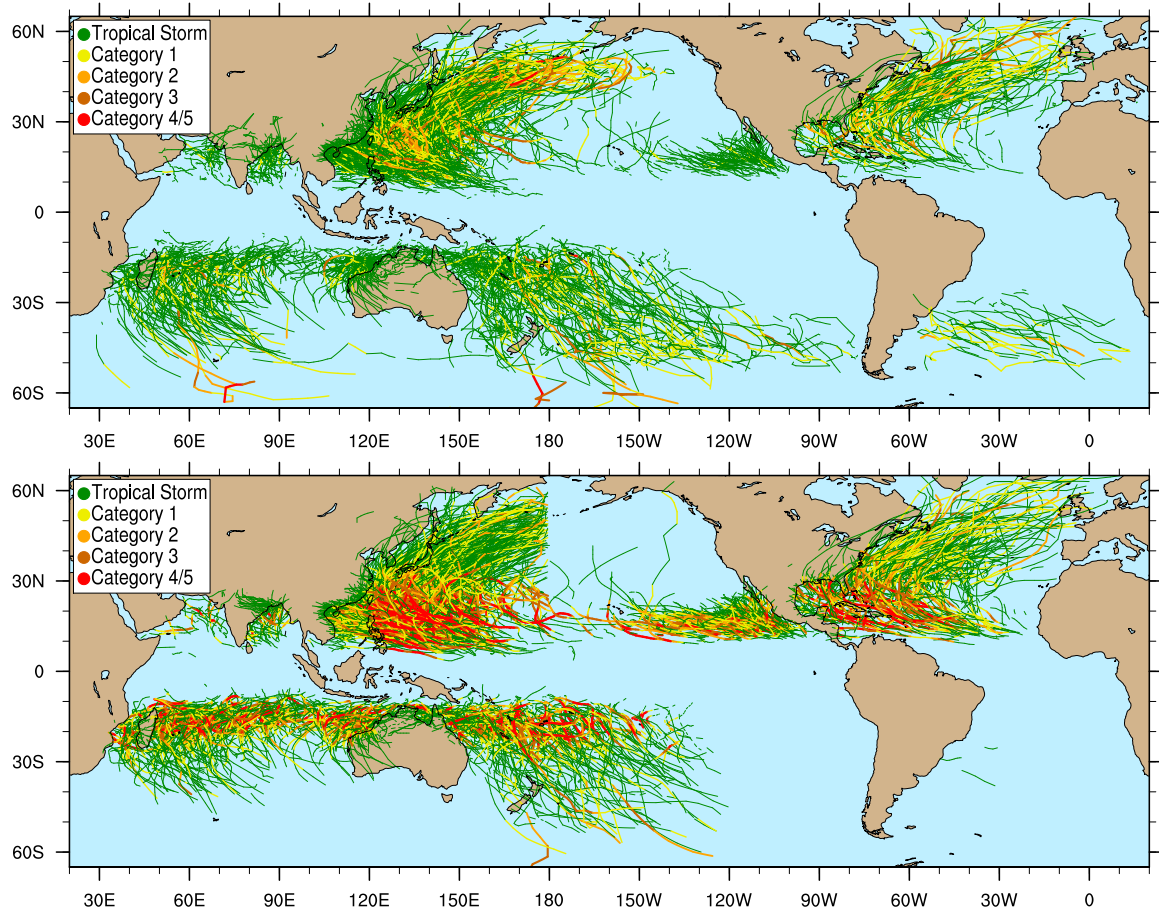 Tropical Storm
Category 1
Category 2
Category 3
Category 4/5
60N
30N
0
30S
60S
30E 60E 90E 120E 150E 180 150W 120W 90W 60W 30W 0
Tropical Storm
Category 1
Category 2
Category 3
Category 4/5
60N
30N
0
30S
60S
30E 60E 90E 120E 150E 180 150W 120W 90W 60W 30W 0